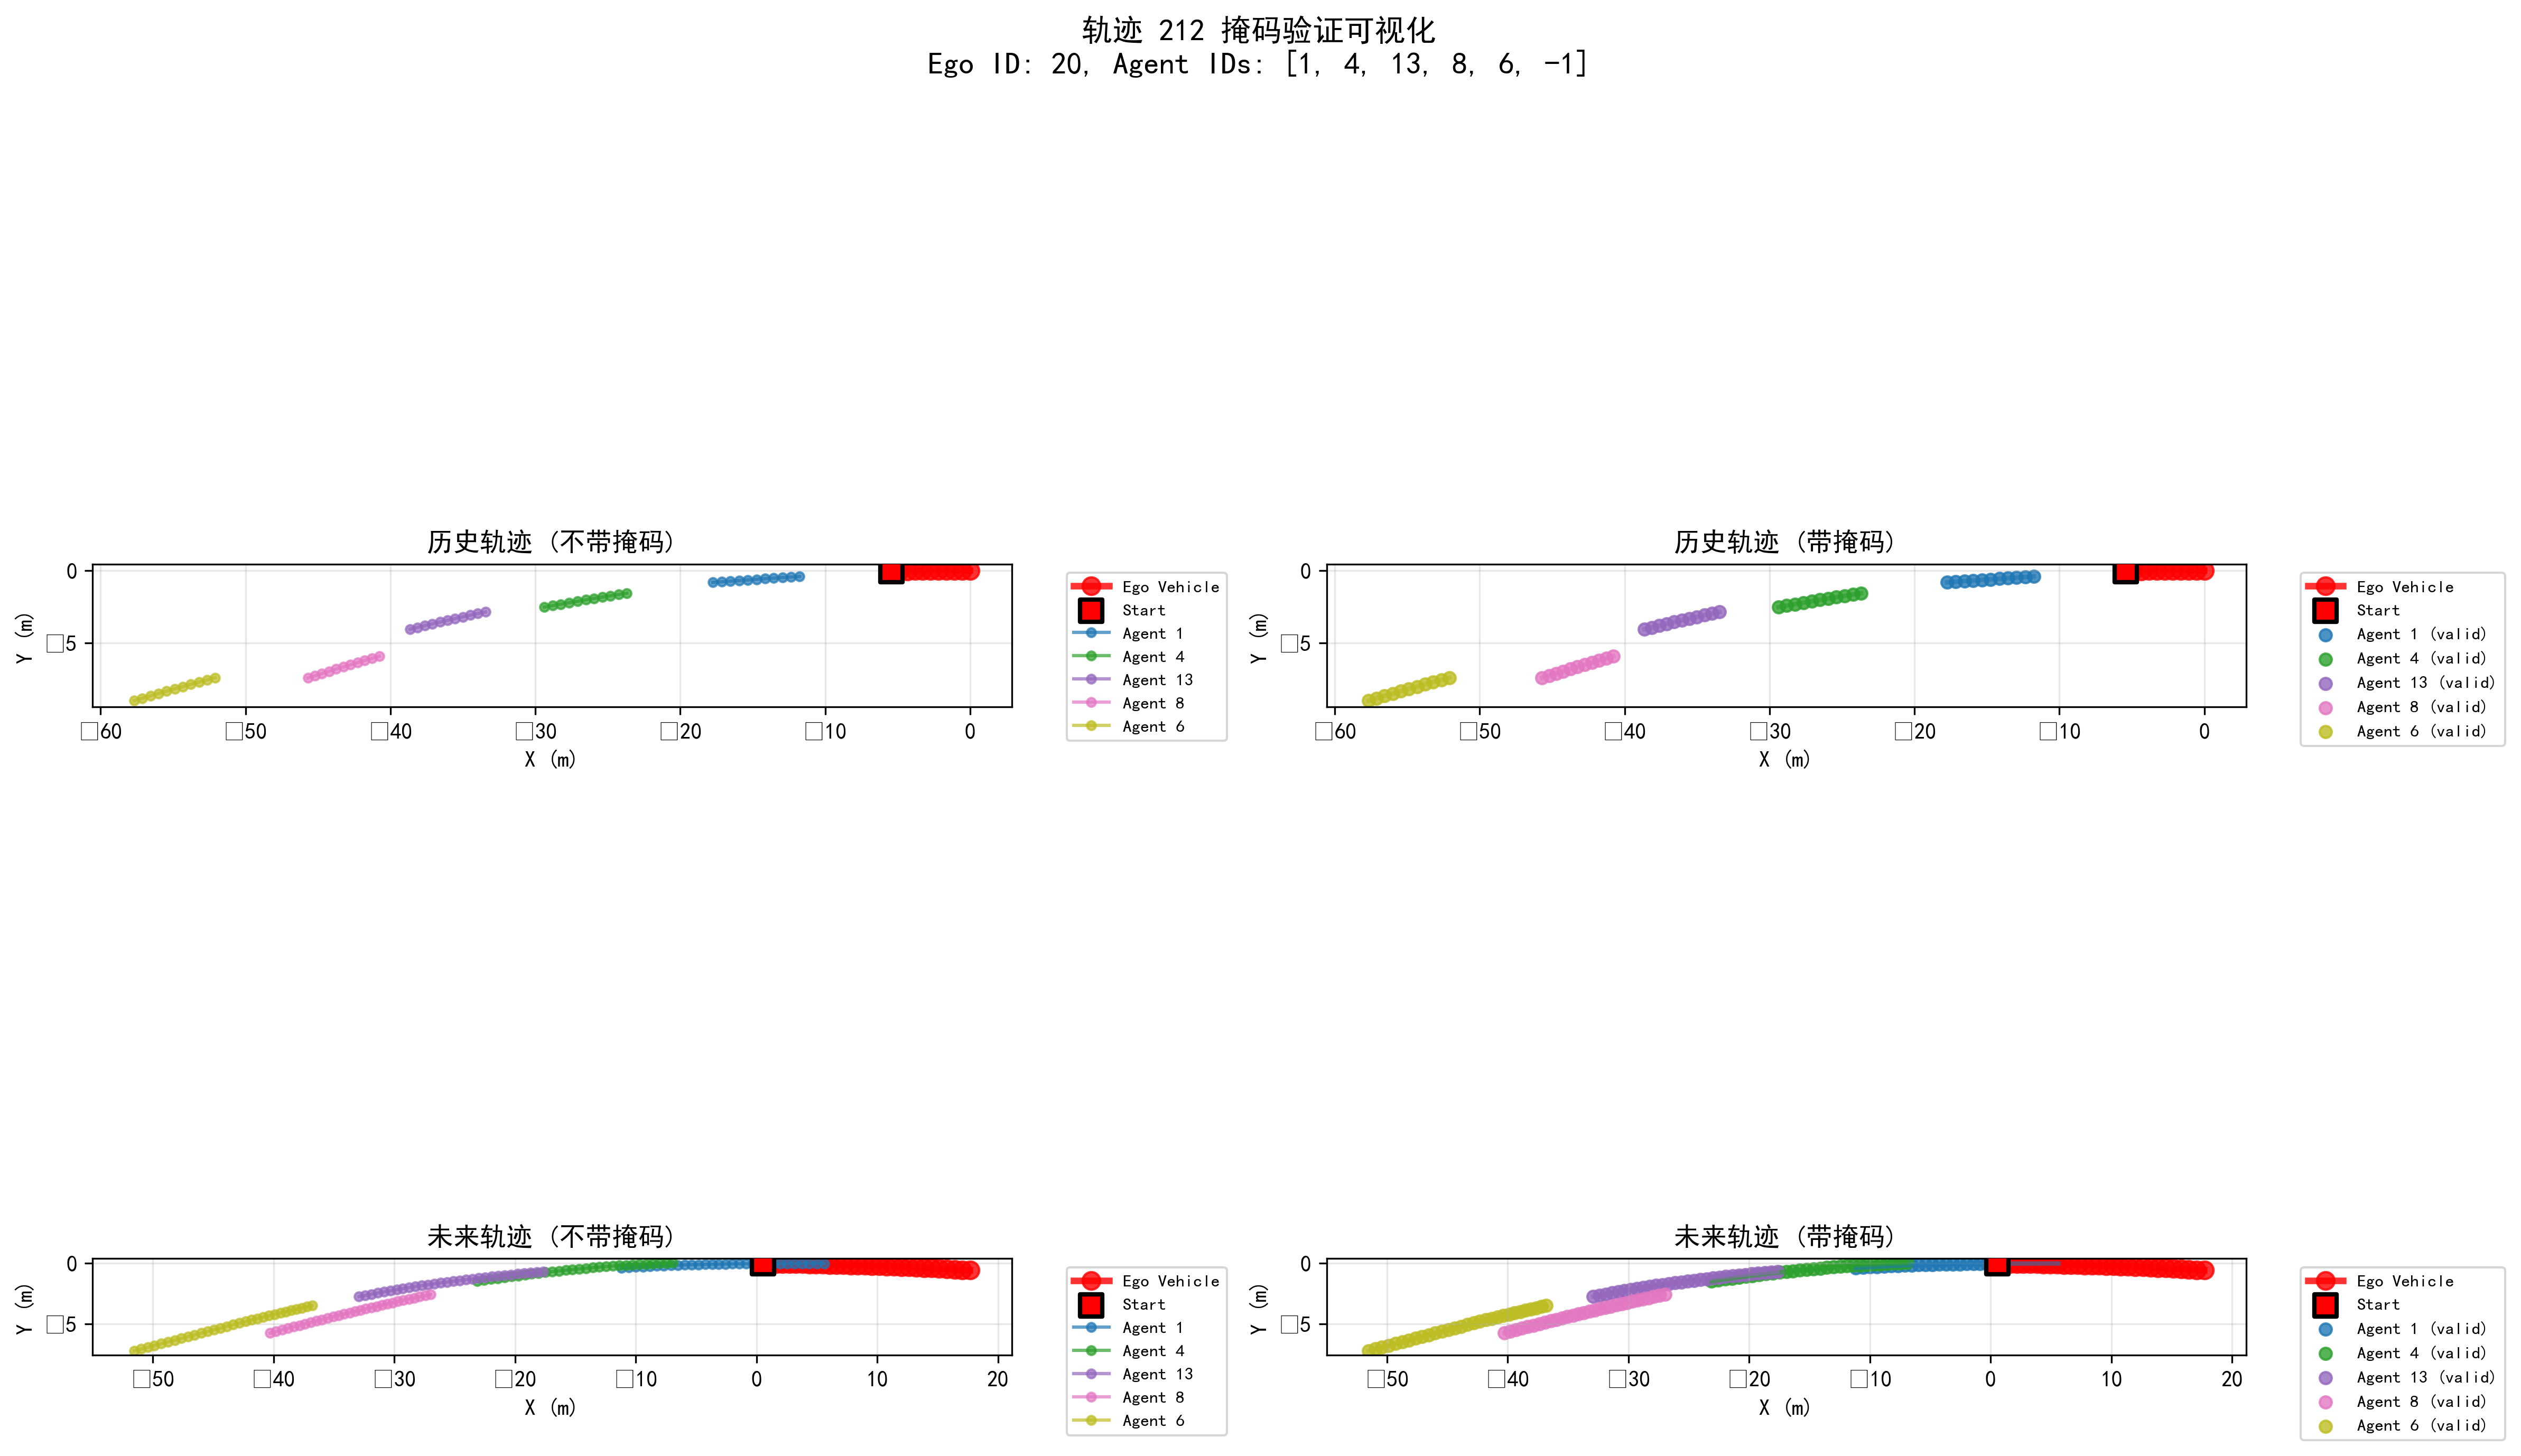 轨迹 212 掩码验证可视化
Ego ID: 20, Agent IDs: [1, 4, 13, 8, 6, -1]
历史轨迹 (不带掩码)
0
□5
Y (m)
□60 □50 □40 □30 □20 □10 0
X (m)
Ego Vehicle
Start
Agent 1
Agent 4
Agent 13
Agent 8
Agent 6
历史轨迹 (带掩码)
0
□5
Y (m)
□60 □50 □40 □30 □20 □10 0
X (m)
Ego Vehicle
Start
Agent 1 (valid)
Agent 4 (valid)
Agent 13 (valid)
Agent 8 (valid)
Agent 6 (valid)
未来轨迹 (不带掩码)
0
□5
Y (m)
□50 □40 □30 □20 □10 0 10 20
X (m)
Ego Vehicle
Start
Agent 1
Agent 4
Agent 13
Agent 8
Agent 6
未来轨迹 (带掩码)
0
□5
Y (m)
□50 □40 □30 □20 □10 0 10 20
X (m)
Ego Vehicle
Start
Agent 1 (valid)
Agent 4 (valid)
Agent 13 (valid)
Agent 8 (valid)
Agent 6 (valid)